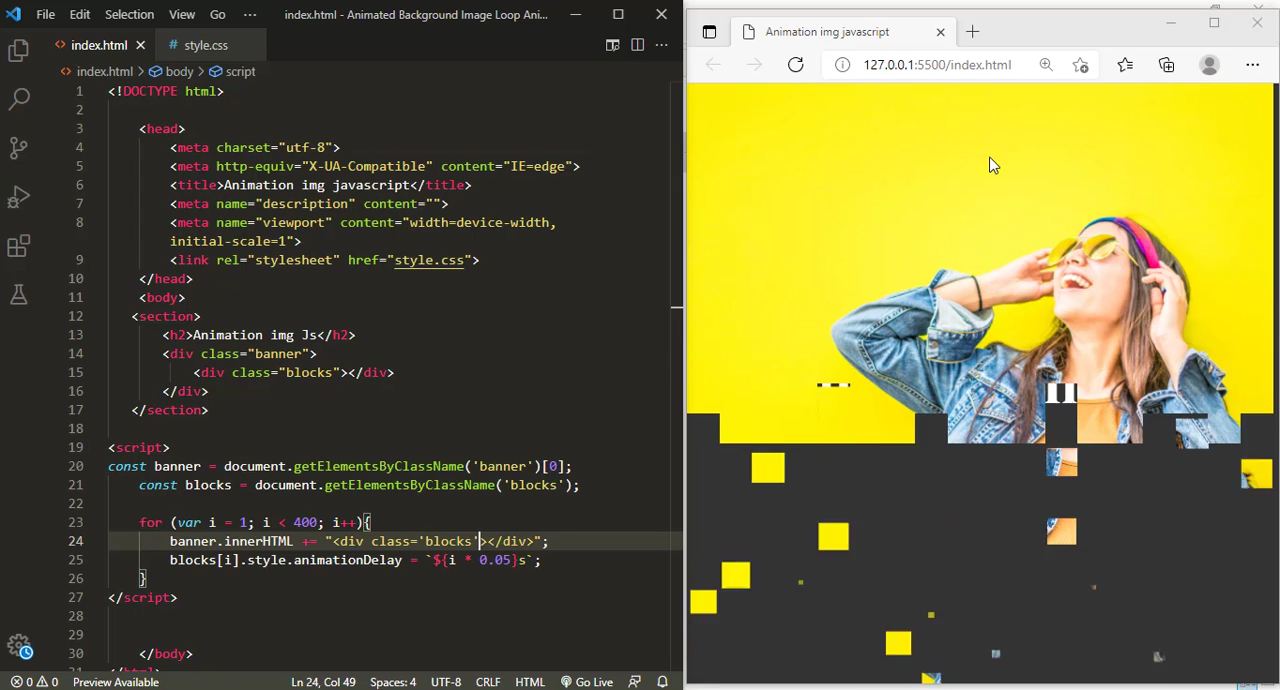 File Edit Selection View Go ··· index.html - Animated Background Image Loop Ani...
index.html
# style.css
index.html > body > script
1 <!DOCTYPE html>
2
3 <head>
4 <meta charset="utf-8">
5 <meta http-equiv="X-UA-Compatible" content="IE=edge">
6 <title>Animation img javascript</title>
7 <meta name="description" content="">
8 <meta name="viewport" content="width=device-width,
initial-scale=1">
9 <link rel="stylesheet" href="style.css">
10 </head>
11 <body>
12 <section>
13 <h2>Animation img Js</h2>
14 <div class="banner">
15 <div class="blocks"></div>
16 </div>
17 </section>
18
19 <script>
20 const banner = document.getElementsByClassName('banner')[0];
21 const blocks = document.getElementsByClassName('blocks');
22
23 for (var i = 1; i < 400; i++){
24 banner.innerHTML += "<div class='blocks'></div>";
25 blocks[i].style.animationDelay = `${i * 0.05}s`;
26 }
27 </script>
28
29
30 </body>
31 </html>
0 0 Preview Available Ln 24, Col 49 Spaces: 4 UTF-8 CRLF HTML Go Live
Animation img javascript
127.0.0.1:5500/index.html